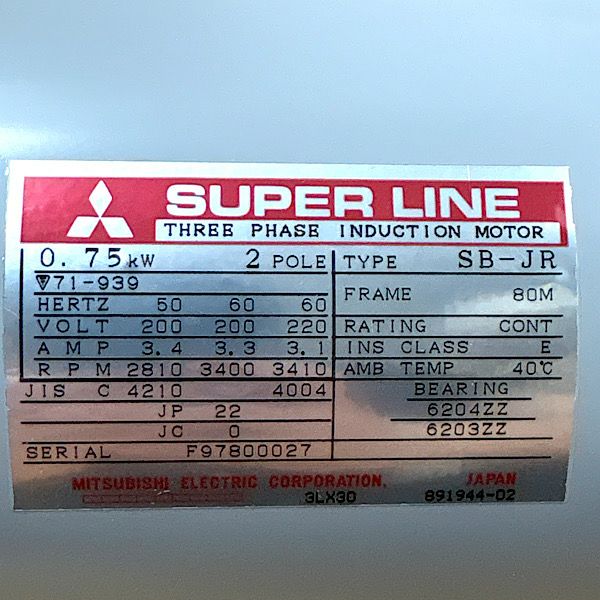 SUPER LINE
THREE PHASE INDUCTION MOTOR
0.75kW 2 POLE TYPE SB-JR
71-939
FRAME 80M
HERTZ 50 60 60
VOLT 200 200 220 RATING CONT
AMP 3.4 3.3 3.1 INS CLASS E
RPM 2810 3400 3410 AMB TEMP 40℃
JIS C 4210 4004 BEARING
JP 22 6204ZZ
JC 0 6203ZZ
SERIAL F97800027
MITSUBISHI ELECTRIC CORPORATION. JAPAN
3LX30 891944-02